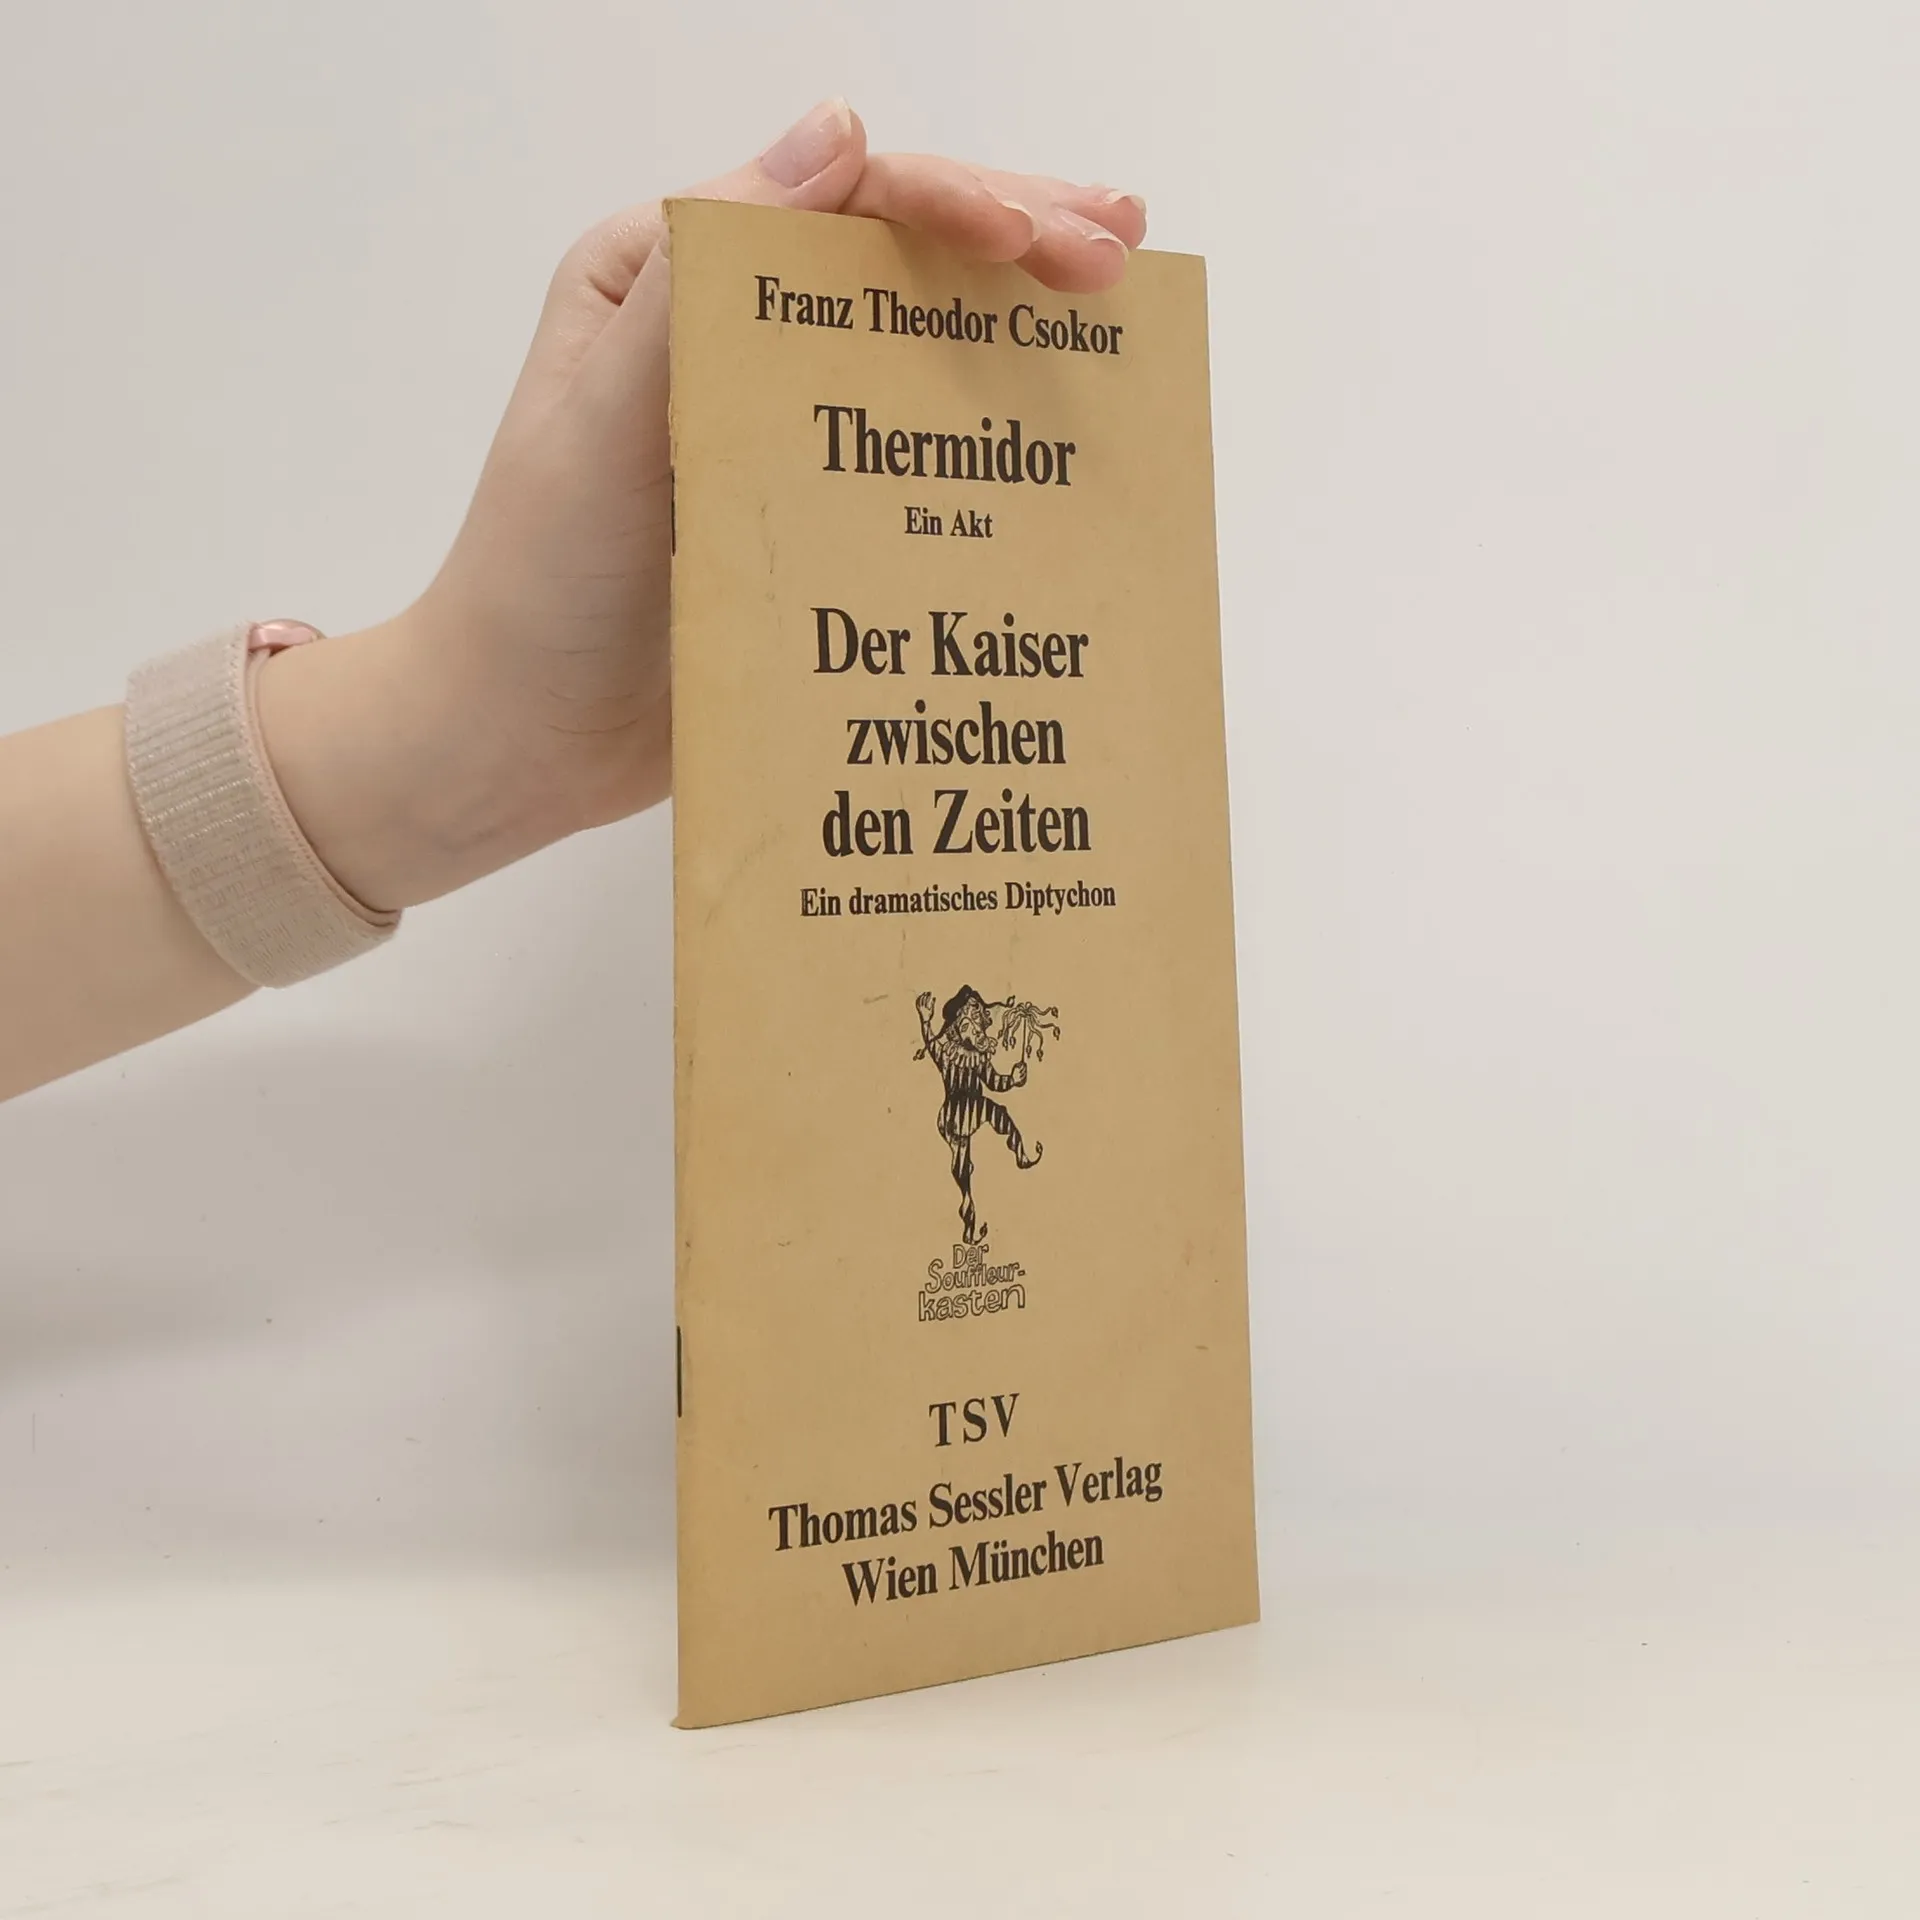 Franz Theodor Csokor
Thermidor
Ein Akt
Der Kaiser
zwischen
den Zeiten
Ein dramatisches Diptychon
Der
Souffleur-
kasten
TSV
Thomas Sessler Verlag
Wien München